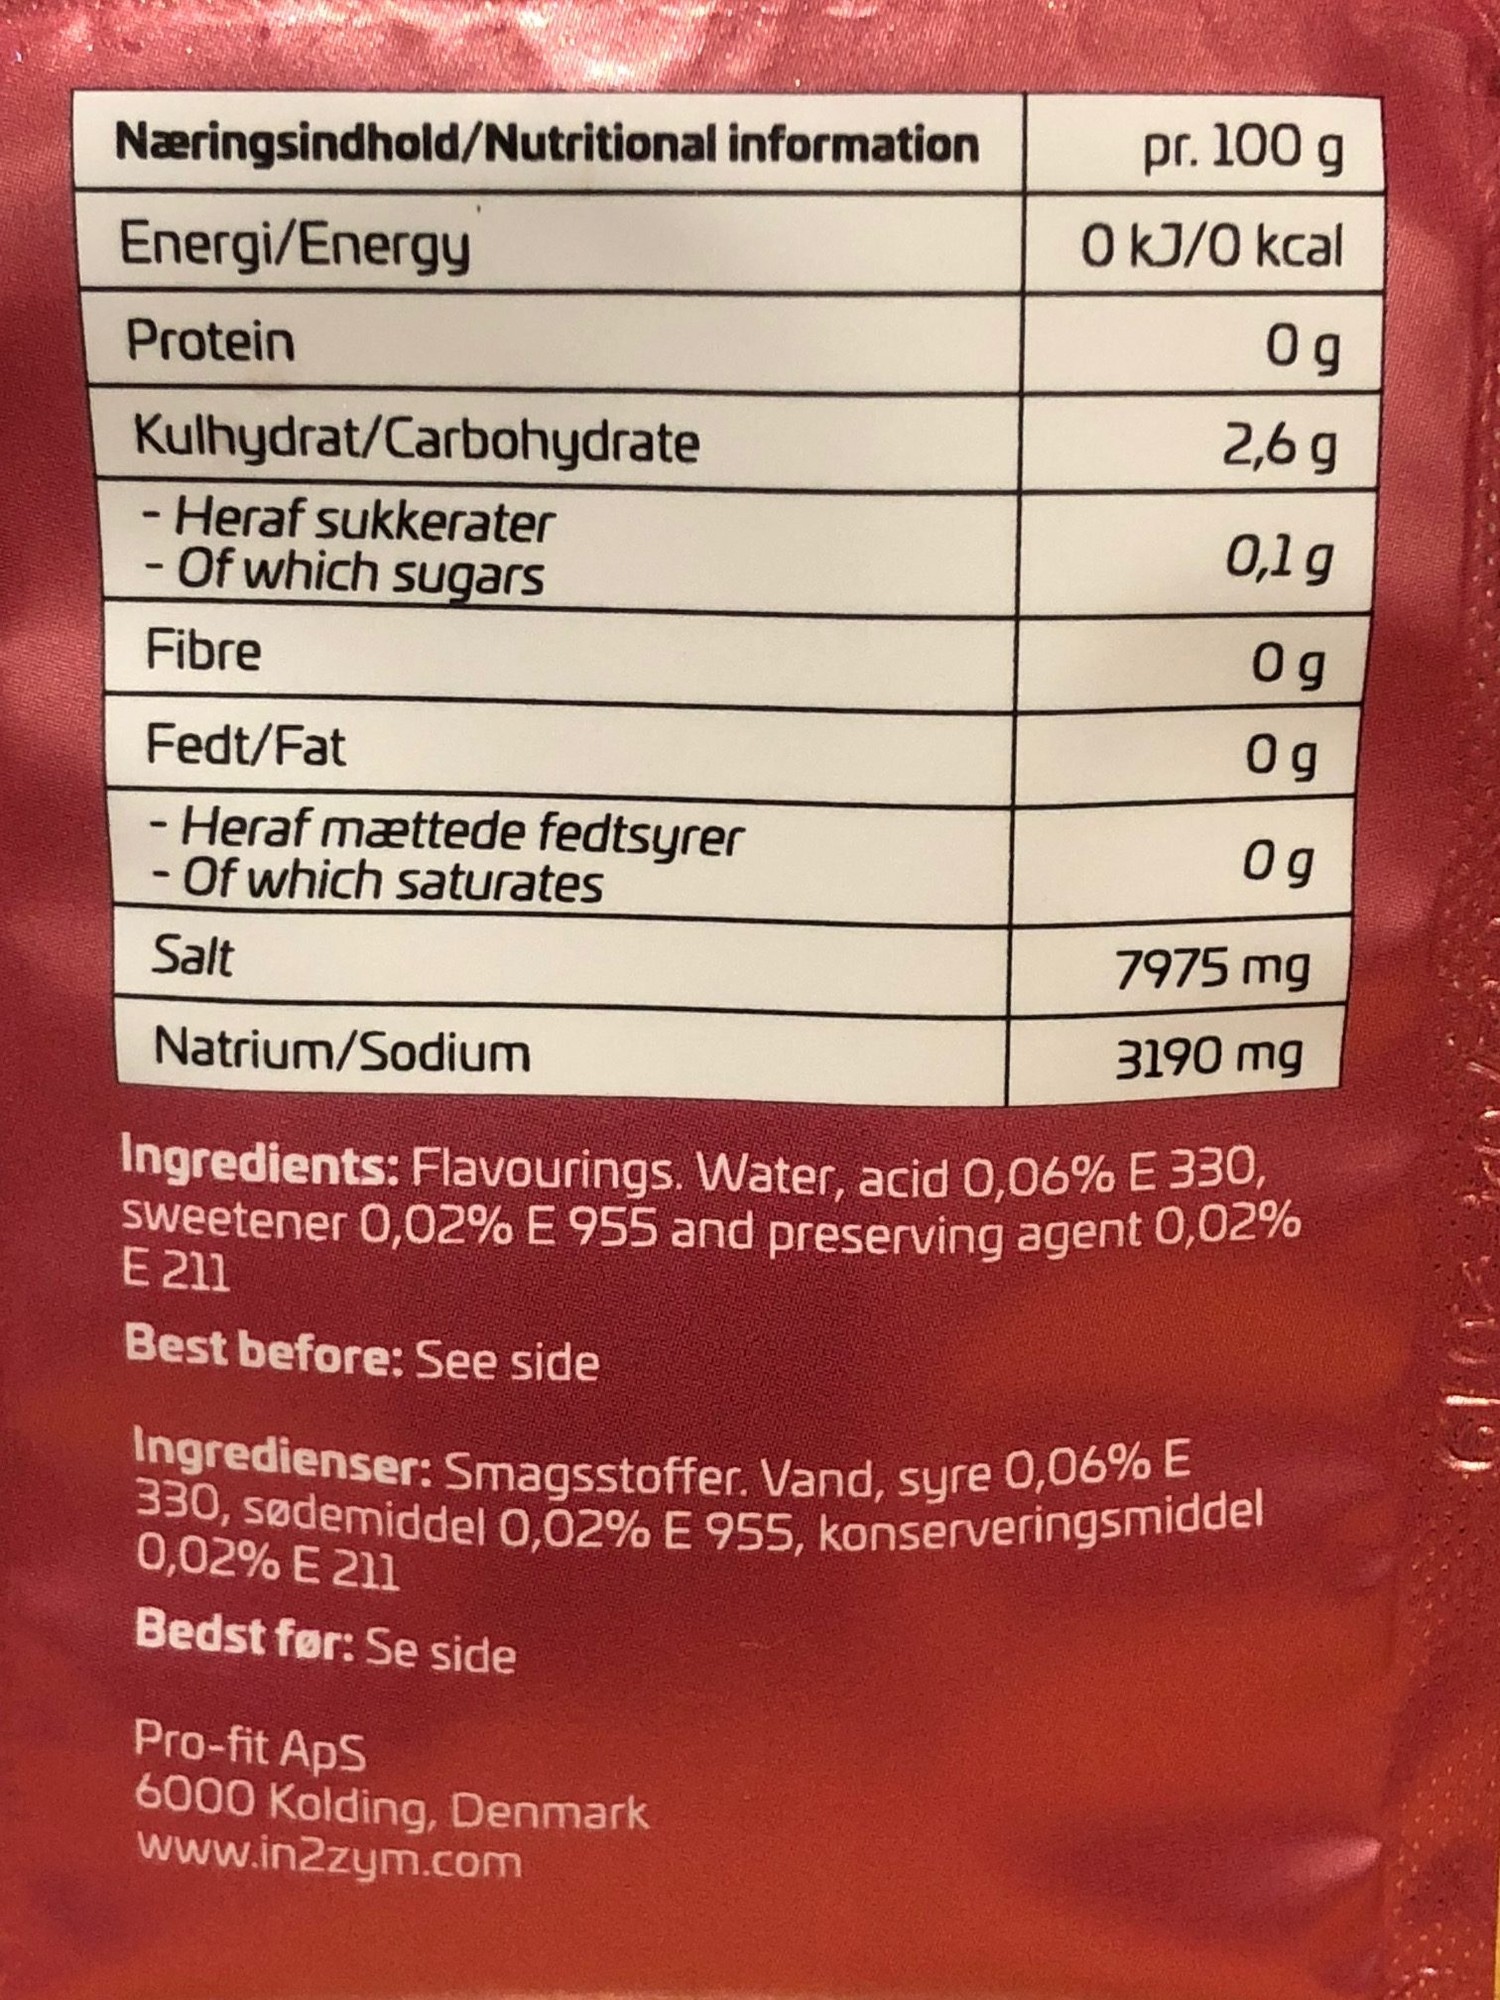 Næringsindhold/Nutritional information pr. 100 g
Energi/Energy 0 kJ/0 kcal
Protein 0 g
Kulhydrat/Carbohydrate 2,6 g
- Heraf sukkerater
- Of which sugars 0,1 g
Fibre 0 g
Fedt/Fat 0 g
- Heraf mættede fedtsyrer
- Of which saturates 0 g
Salt 7975 mg
Natrium/Sodium 3190 mg
Ingredients: Flavourings. Water, acid 0,06% E 330,
sweetener 0,02% E 955 and preserving agent 0,02%
E 211
Best before: See side
Ingredienser: Smagsstoffer. Vand, syre 0,06% E
330, sødemiddel 0,02% E 955, konserveringsmiddel
0,02% E 211
Bedst før: Se side
Pro-fit ApS
6000 Kolding, Denmark
www.in2zym.com